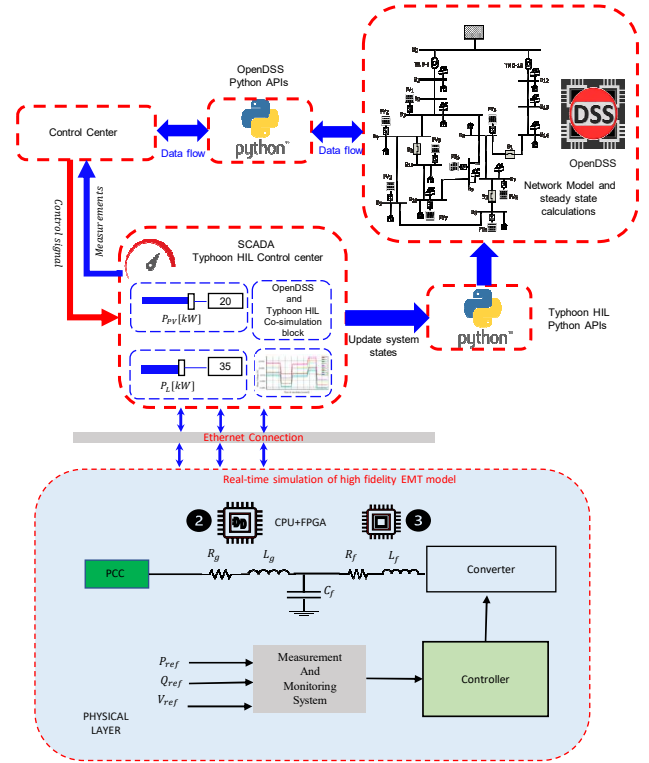 OpenDSS
Python APIs
Control Center
python™
Data flow
Data flow
DSS
OpenDSS
Network Model and
steady state
calculations
Control signal
Measurements
SCADA
Typhoon HIL Control center
20
P_PV[kW]
OpenDSS
and
Typhoon HIL
Co-simulation
block
35
P_L[kW]
Update system
states
python™
Typhoon HIL
Python APIs
Ethernet Connection
Real-time simulation of high fidelity EMT model
2
CPU+FPGA
3
R_g
L_g
R_f
L_f
PCC
C_f
Converter
P_ref
Q_ref
V_ref
Measurement
And
Monitoring
System
Controller
PHYSICAL
LAYER